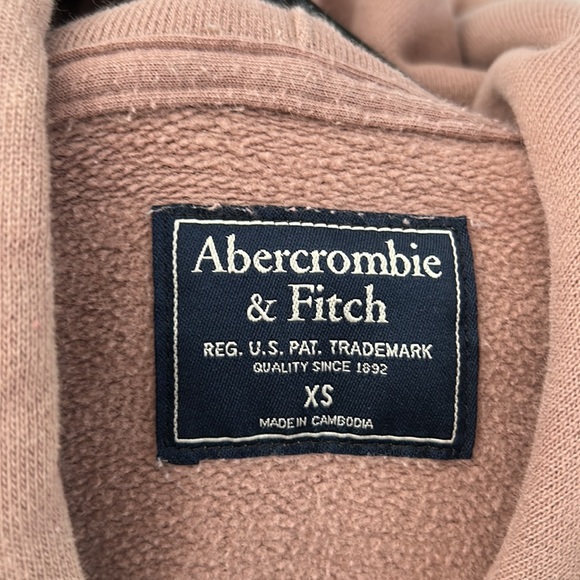 Abercrombie
& Fitch
REG. U.S. PAT. TRADEMARK
QUALITY SINCE 1892
XS
MADE IN CAMBODIA